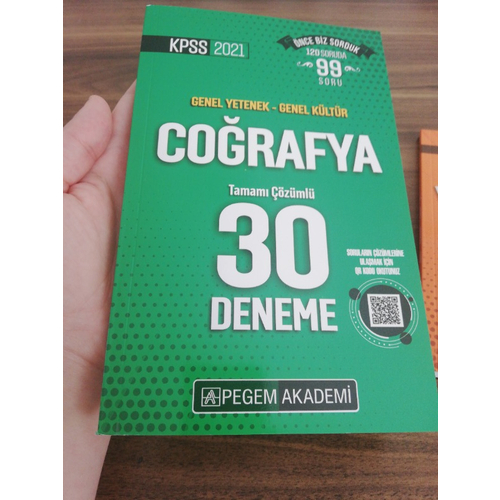 KPSS 2021
ÖNCE BİZ SORDUK
120 SORUDA
99
SORU
GENEL YETENEK - GENEL KÜLTÜR
COĞRAFYA
Tamamı Çözümlü
30
DENEME
SORULARIN ÇÖZÜMLERİNE
ULAŞMAK İÇİN
QR KODU OKUTUNUZ
PEGEM AKADEMİ